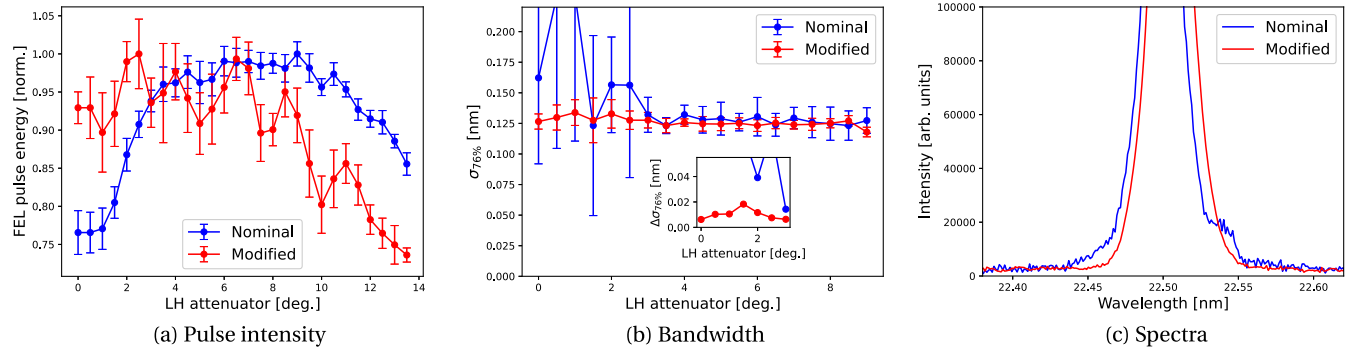 1.05
1.00
0.95
0.90
0.85
0.80
0.75
FEL pulse energy [norm.]
Nominal
Modified
0 2 4 6 8 10 12 14
LH attenuator [deg.]
(a) Pulse intensity
0.200
0.175
0.150
0.125
0.100
0.075
0.050
0.025
0.000
σ76% [nm]
Nominal
Modified
0.04
0.02
0.00
Δσ76% [nm]
0 2
LH attenuator [deg.]
0 2 4 6 8
LH attenuator [deg.]
(b) Bandwidth
100000
80000
60000
40000
20000
0
Intensity [arb. units]
Nominal
Modified
22.40 22.45 22.50 22.55 22.60
Wavelength [nm]
(c) Spectra